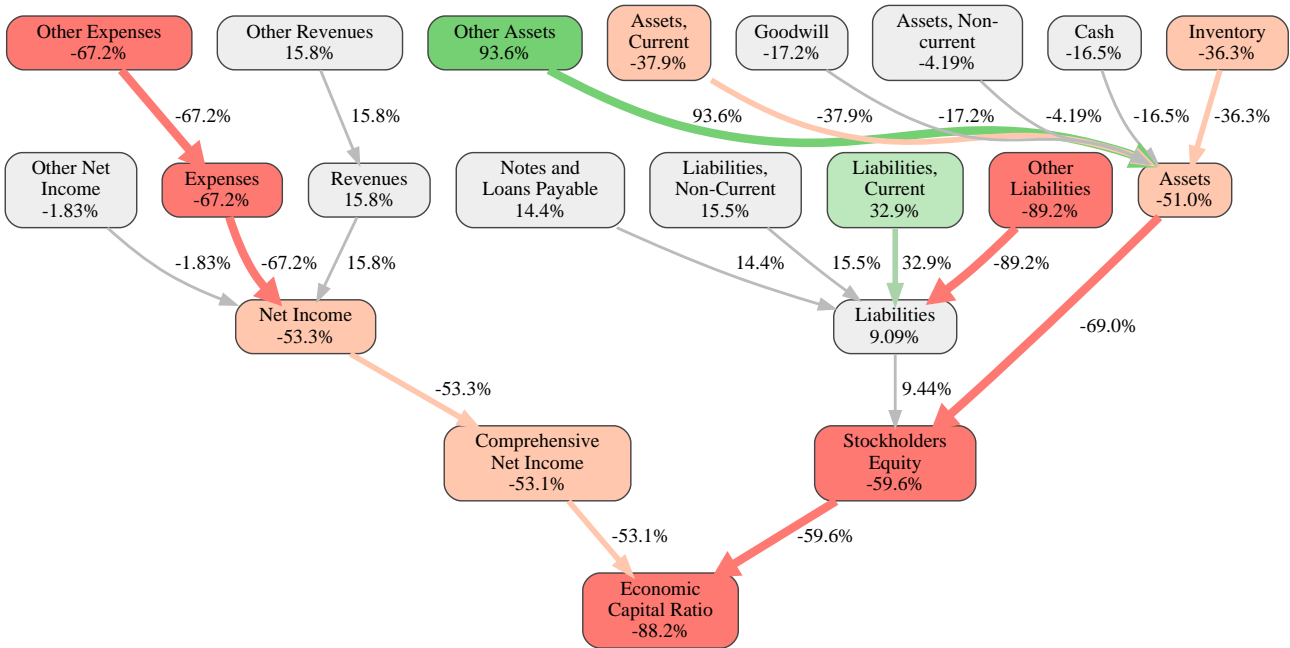 Other Expenses
-67.2%
Other Revenues
15.8%
Other Assets
93.6%
Assets,
Current
-37.9%
Goodwill
-17.2%
Assets, Non-
current
-4.19%
Cash
-16.5%
Inventory
-36.3%
-67.2%
15.8%
93.6%
-37.9%
-17.2%
-4.19%
-16.5%
-36.3%
Other Net
Income
-1.83%
Expenses
-67.2%
Revenues
15.8%
Notes and
Loans Payable
14.4%
Liabilities,
Non-Current
15.5%
Liabilities,
Current
32.9%
Other
Liabilities
-89.2%
Assets
-51.0%
-1.83%
-67.2%
15.8%
14.4%
15.5%
32.9%
-89.2%
Net Income
-53.3%
Liabilities
9.09%
-69.0%
-53.3%
9.44%
Comprehensive
Net Income
-53.1%
Stockholders
Equity
-59.6%
-53.1%
-59.6%
Economic
Capital Ratio
-88.2%